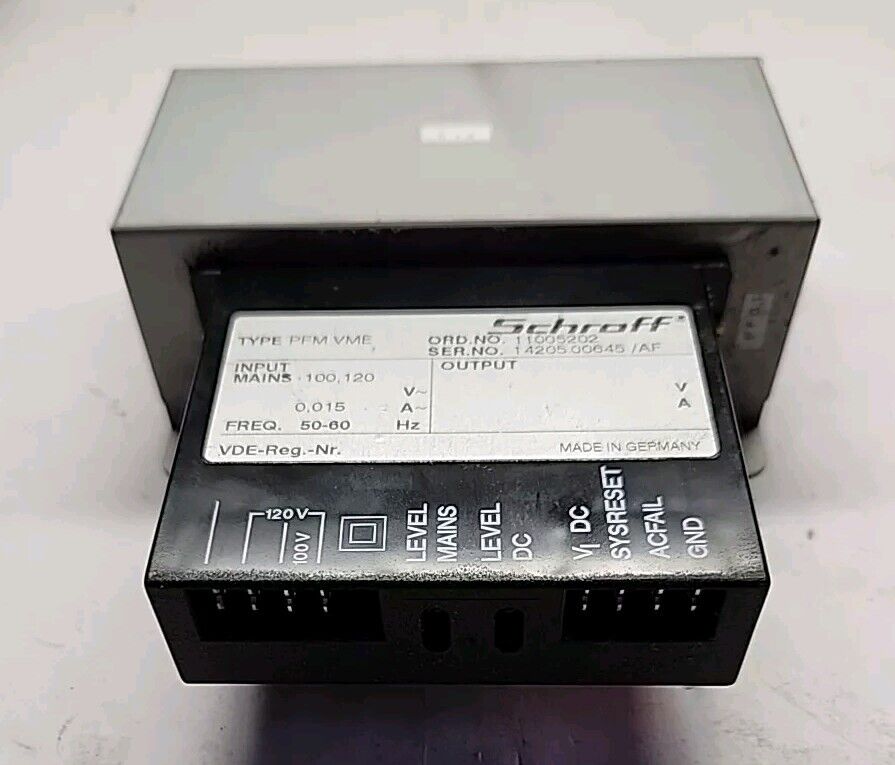 Schroff
TYPE PFM VME ORD.NO. 11005202
SER.NO. 14205 00645 /AF
INPUT OUTPUT
MAINS 100,120 V~ V
0,015 A~ A
FREQ. 50-60 Hz
VDE-Reg.-Nr. MADE IN GERMANY
120V
100V
LEVEL
MAINS
LEVEL
DC
VI DC
SYSRESET
ACFAIL
GND